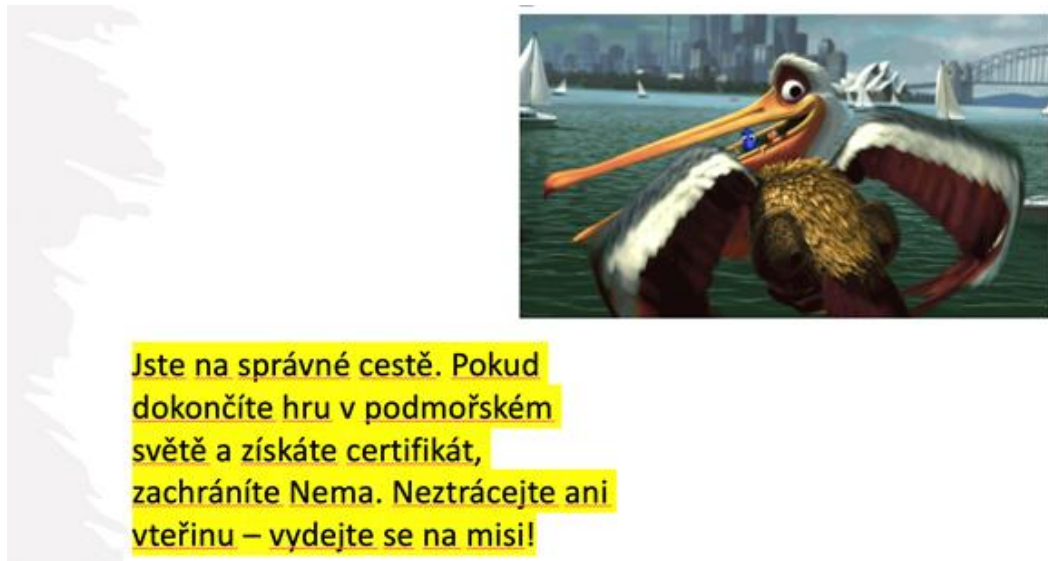 Jste na správné cestě. Pokud
dokončíte hru v podmořském
světě a získáte certifikát,
zachráníte Nema. Neztrácejte ani
vteřinu – vydejte se na misi!